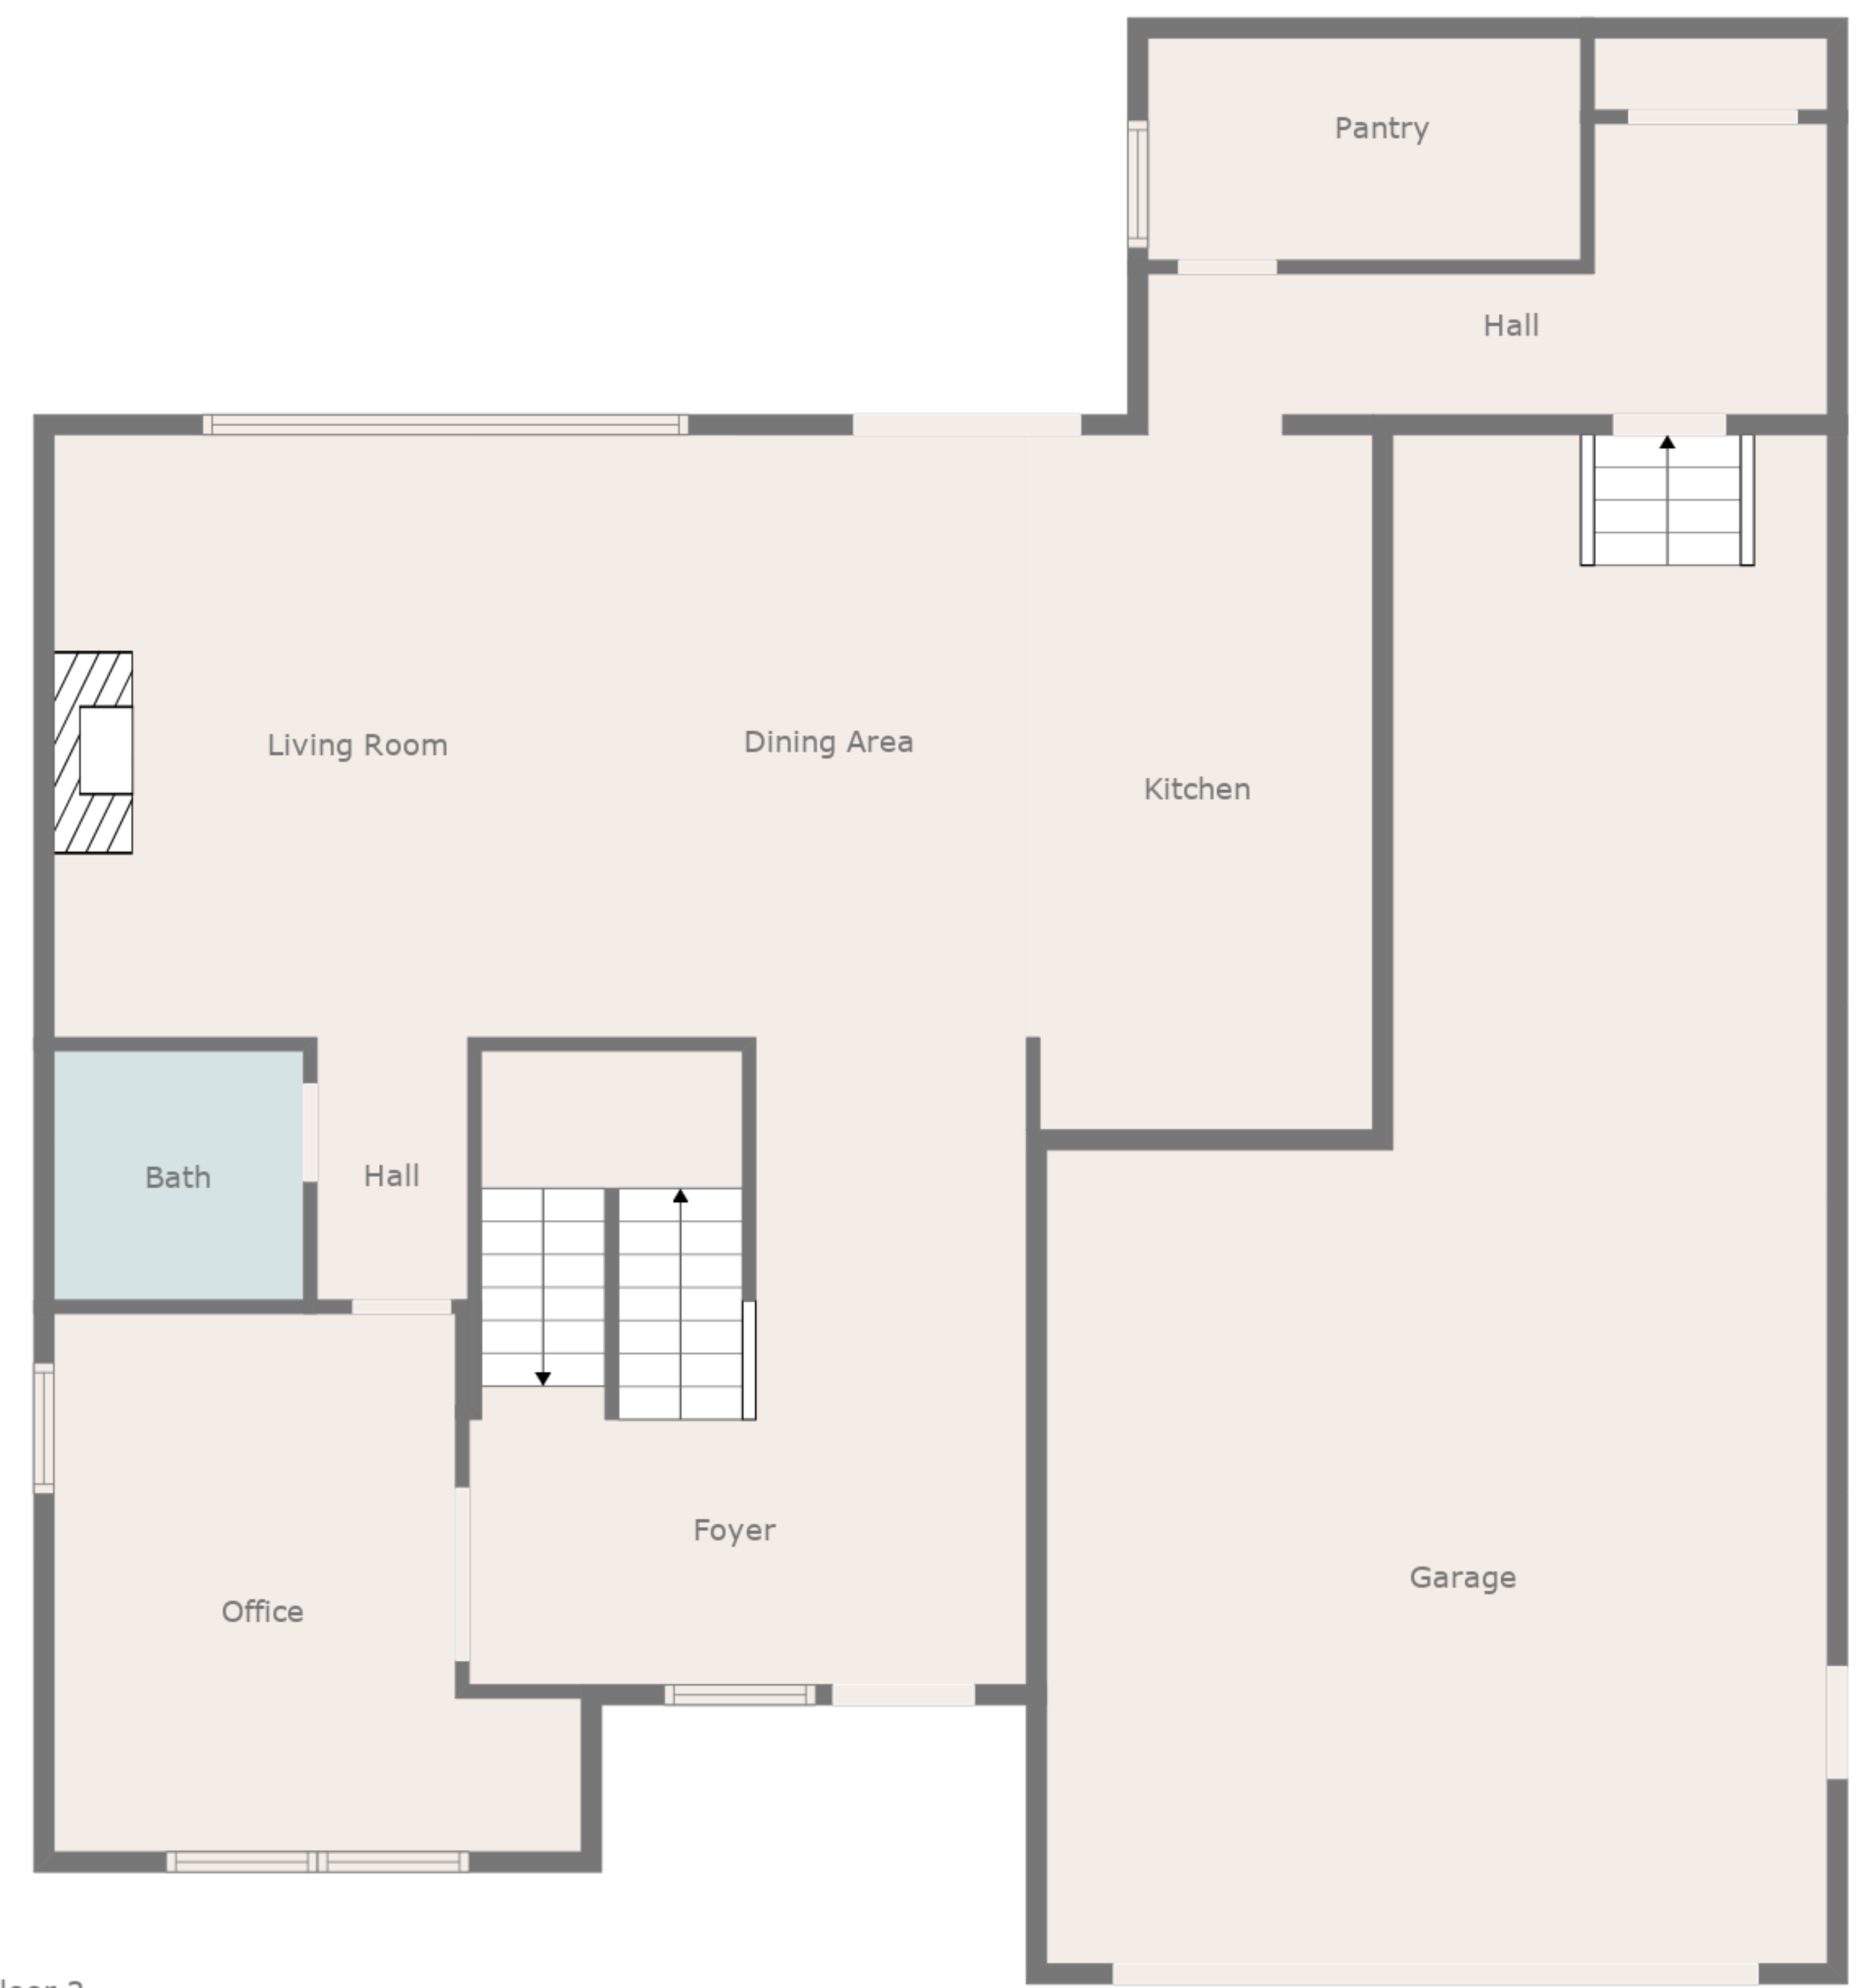 Pantry
Hall
Living Room
Dining Area
Kitchen
Bath
Hall
Foyer
Office
Garage